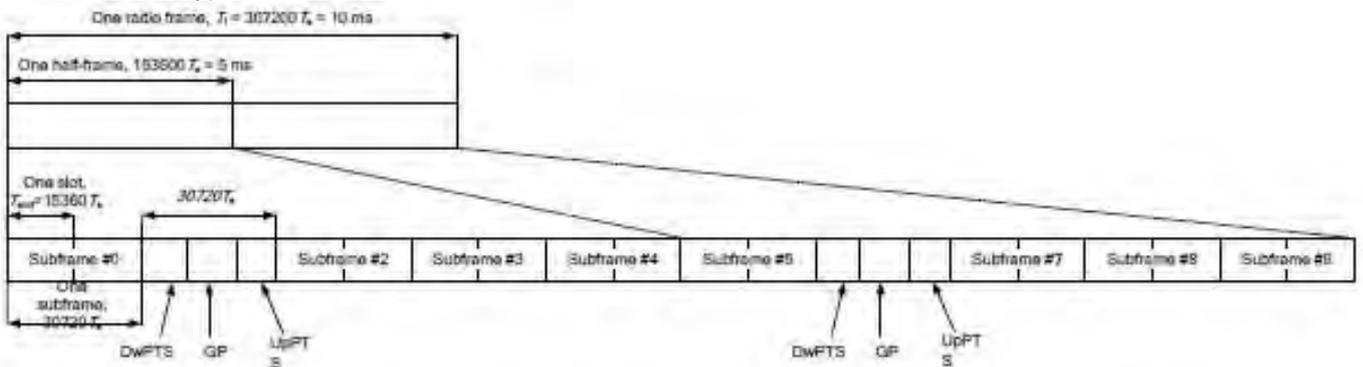 One radio frame, Tf = 307200 Ts = 10 ms
One half-frame, 153600 Ts = 5 ms
One slot,
Tslot=15360 Ts
30720Ts
Subframe #0
Subframe #2
Subframe #3
Subframe #4
Subframe #5
Subframe #7
Subframe #8
Subframe #9
One
subframe,
30720 Ts
DwPTS
GP
UpPT
S
DwPTS
GP
UpPT
S